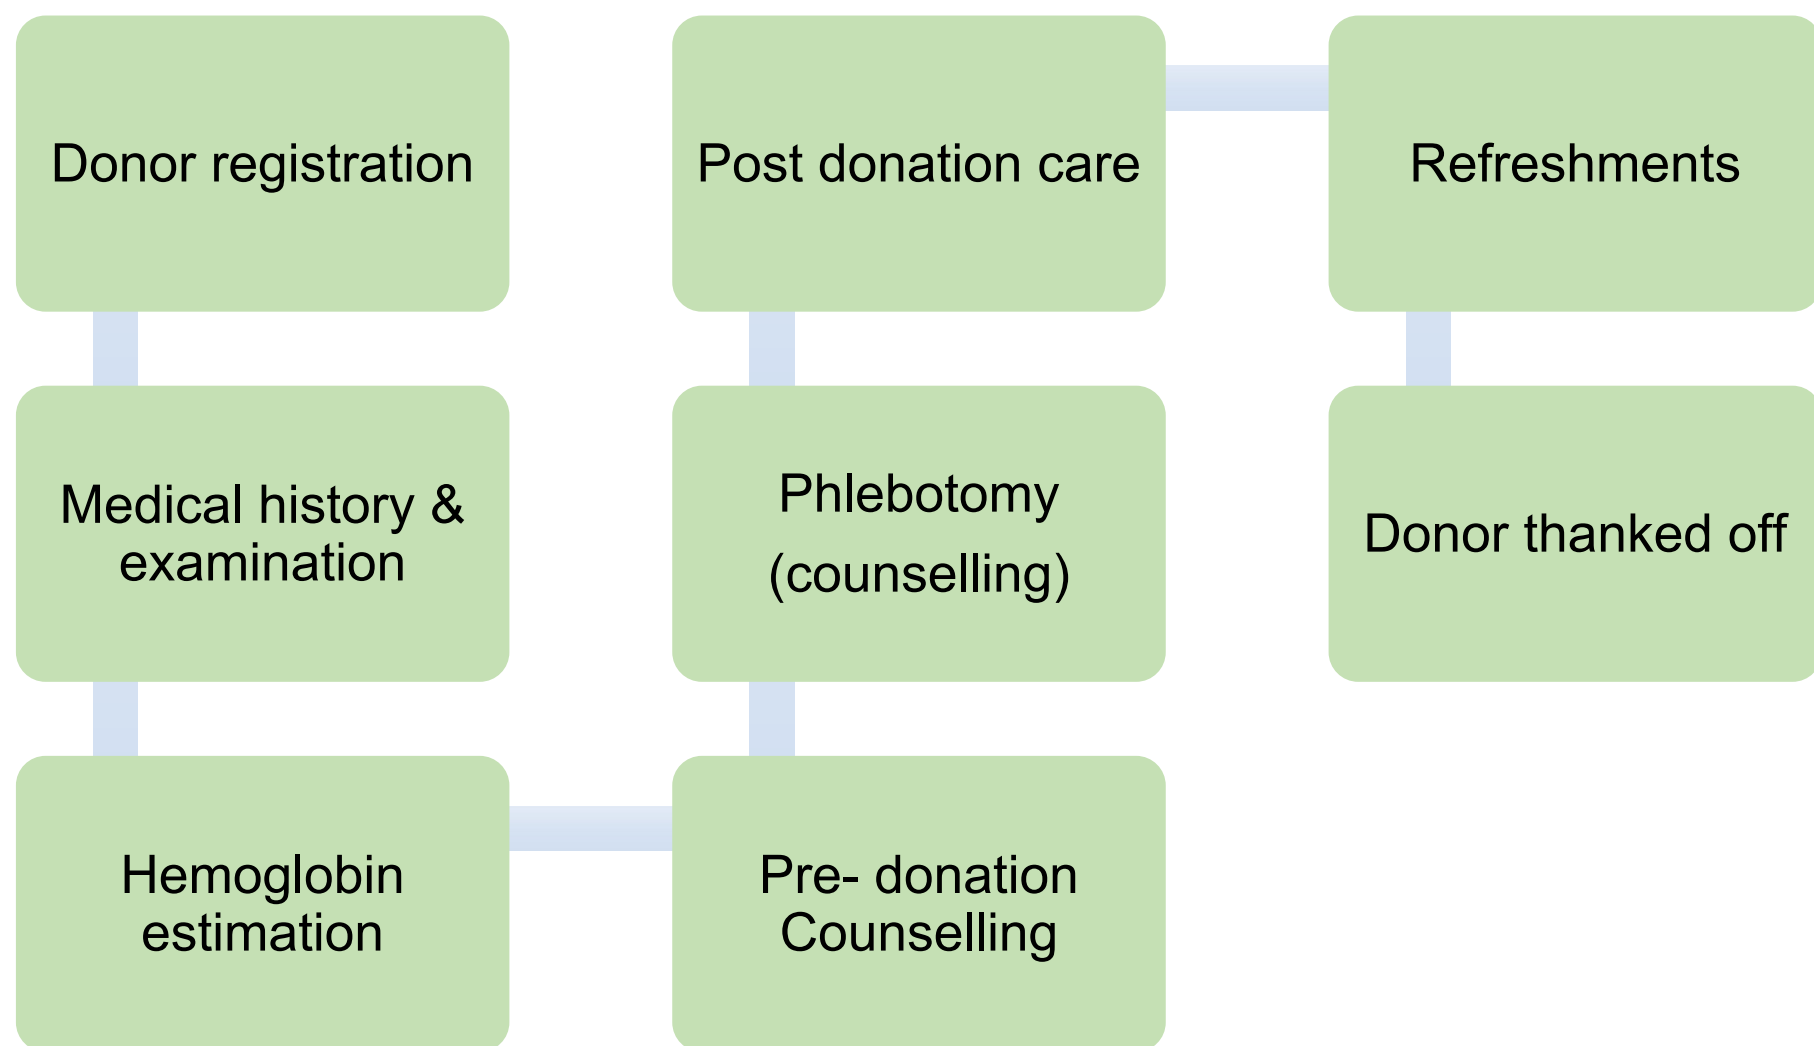 Donor registration
Medical history &
examination
Hemoglobin
estimation
Pre- donation
Counselling
Phlebotomy
(counselling)
Post donation care
Refreshments
Donor thanked off